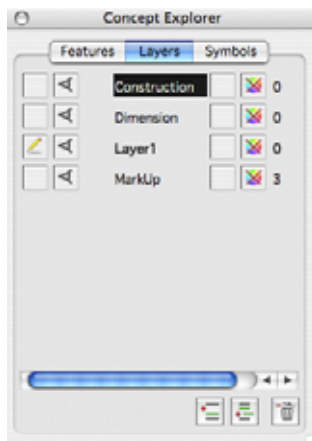 Concept Explorer
Features Layers Symbols
Construction 0
Dimension 0
Layer1 0
MarkUp 3